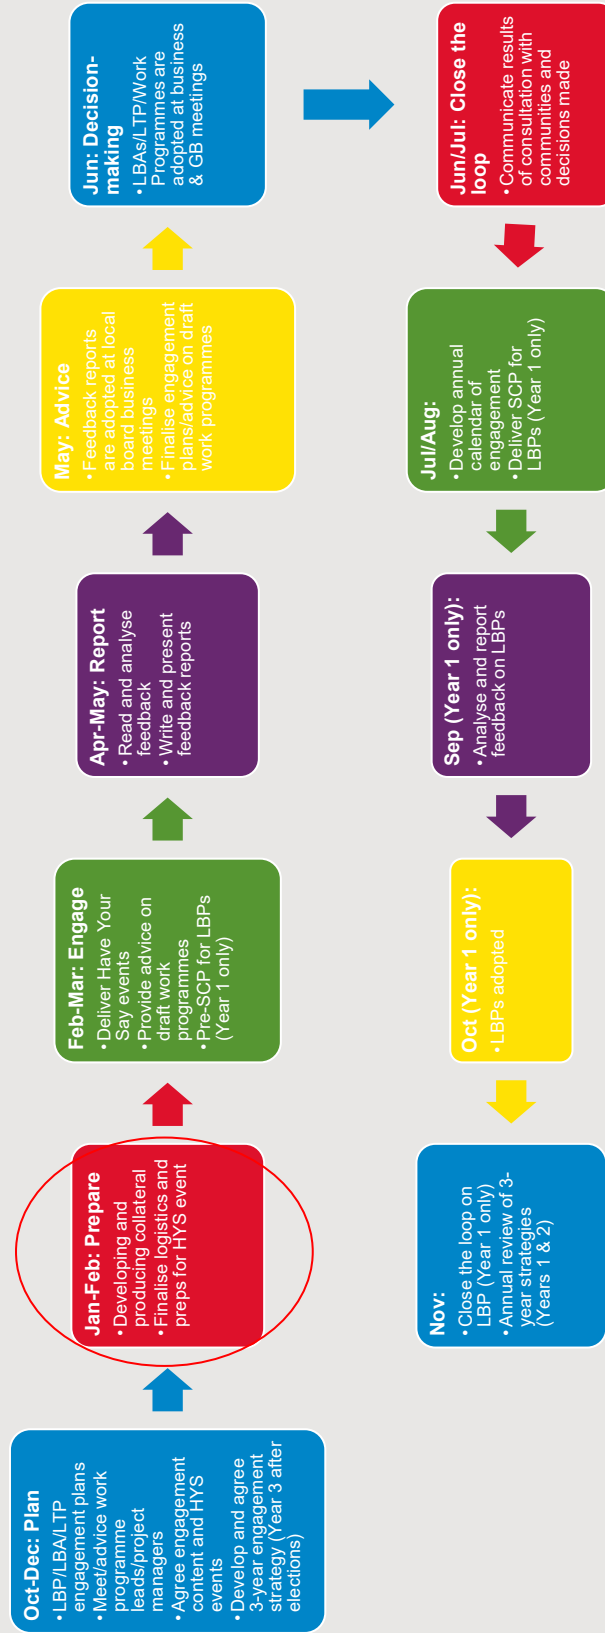 Oct-Dec: Plan
• LBP/LBA/LTP
engagement plans
• Meet/advice work
programme
leads/project
managers
• Agree engagement
content and HYS
events
• Develop and agree
3-year engagement
strategy (Year 3 after
elections)
Jan-Feb: Prepare
• Developing and
producing collateral
• Finalise logistics and
preps for HYS event
Feb-Mar: Engage
• Deliver Have Your
Say events
• Provide advice on
draft work
programmes
• Pre-SCP for LBPs
(Year 1 only)
Apr-May: Report
• Read and analyse
feedback
• Write and present
feedback reports
May: Advice
• Feedback reports
are adopted at local
board business
meetings
• Finalise engagement
plans/advice on draft
work programmes
Jun: Decision-
making
• LBAs/LTP/Work
Programmes are
adopted at business
& GB meetings
Jun/Jul: Close the
loop
• Communicate results
of consultation with
communities and
decisions made
Jul/Aug:
• Develop annual
calendar of
engagement
• Deliver SCP for
LBPs (Year 1 only)
Sep (Year 1 only):
• Analyse and report
feedback on LBPs
Oct (Year 1 only):
• LBPs adopted
Nov:
• Close the loop on
LBP (Year 1 only)
• Annual review of 3-
year strategies
(Years 1 & 2)